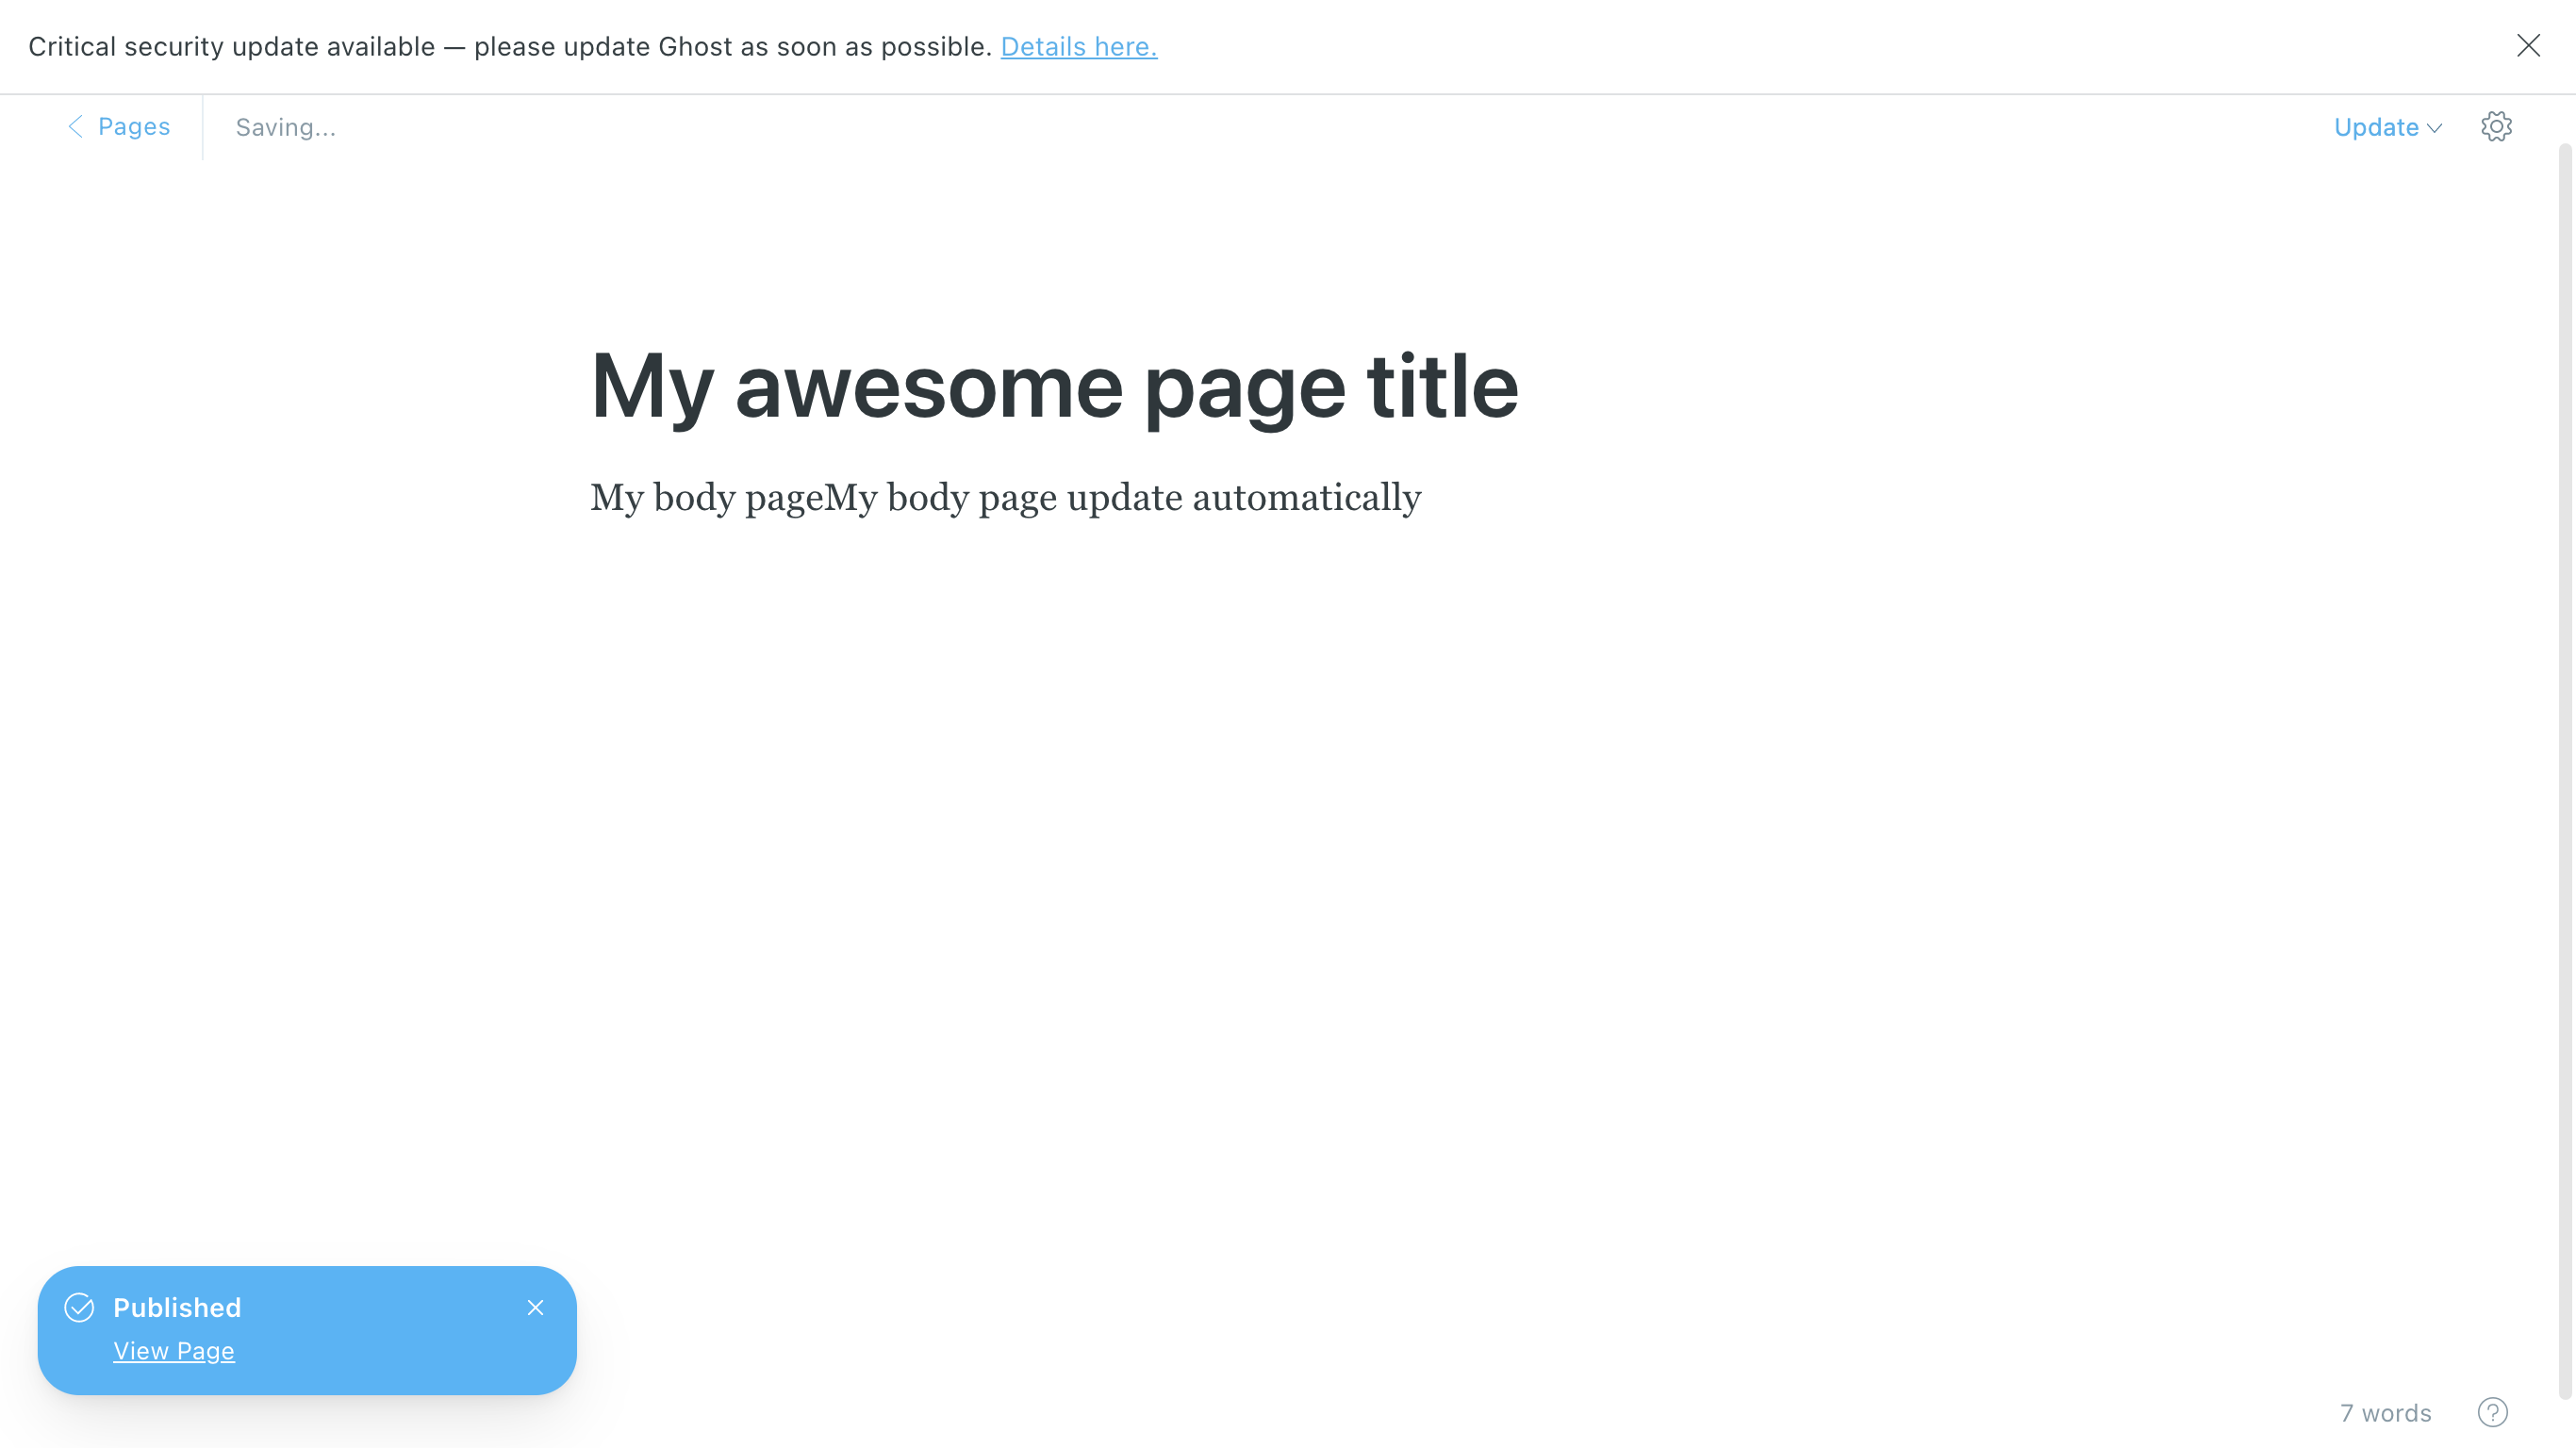 Critical security update available — please update Ghost as soon as possible. Details here.
Pages
Saving...
Update
My awesome page title
My body pageMy body page update automatically
Published
View Page
7 words
?